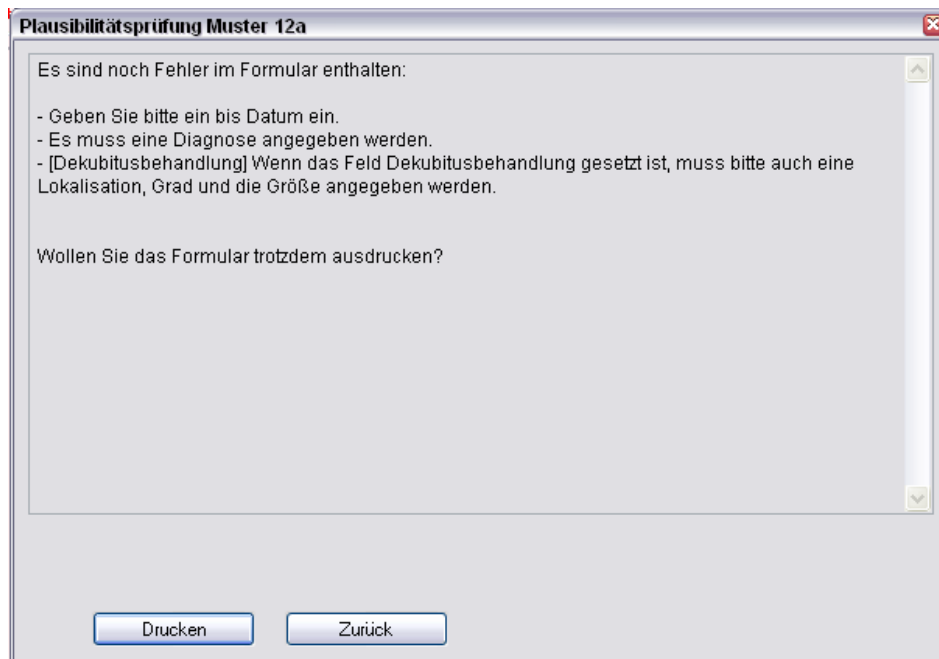 Plausibilitätsprüfung Muster 12a
Es sind noch Fehler im Formular enthalten:
- Geben Sie bitte ein bis Datum ein.
- Es muss eine Diagnose angegeben werden.
- [Dekubitusbehandlung] Wenn das Feld Dekubitusbehandlung gesetzt ist, muss bitte auch eine
Lokalisation, Grad und die Größe angegeben werden.
Wollen Sie das Formular trotzdem ausdrucken?
Drucken
Zurück